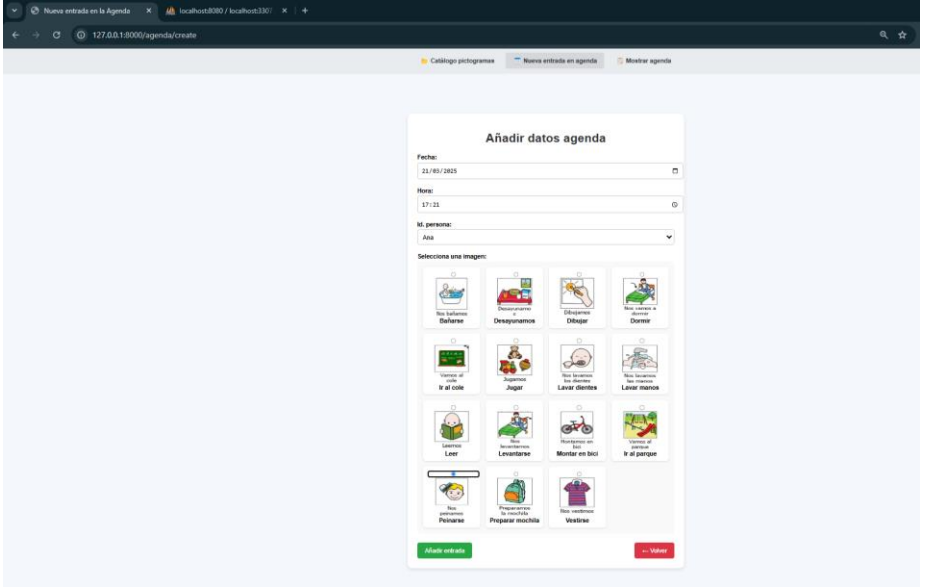 Nueva entrada en la Agenda
localhost:8080 / localhost:3307
127.0.0.1:8000/agenda/create
Catálogo pictogramas
Nueva entrada en agenda
Mostrar agenda
Añadir datos agenda
Fecha:
21/03/2025
Hora:
17:21
Id. persona:
Ana
Selecciona una imagen:
Nos bañamos
Bañarse
Desayunamo
s
Desayunamos
Dibujamos
Dibujar
Nos vamos a
dormir
Dormir
Vamos al
cole
Ir al cole
Jugamos
Jugar
Nos lavamos
los dientes
Lavar dientes
Nos lavamos
las manos
Lavar manos
Leemos
Leer
Nos
levantamos
Levantarse
Montamos en
bici
Montar en bici
Vamos al
parque
Ir al parque
Nos
peinamos
Peinarse
Preparamos
la mochila
Preparar mochila
Nos vestimos
Vestirse
Añadir entrada
← Volver